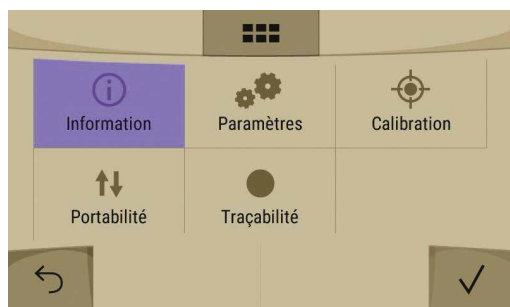 Information
Paramètres
Calibration
Portabilité
Traçabilité